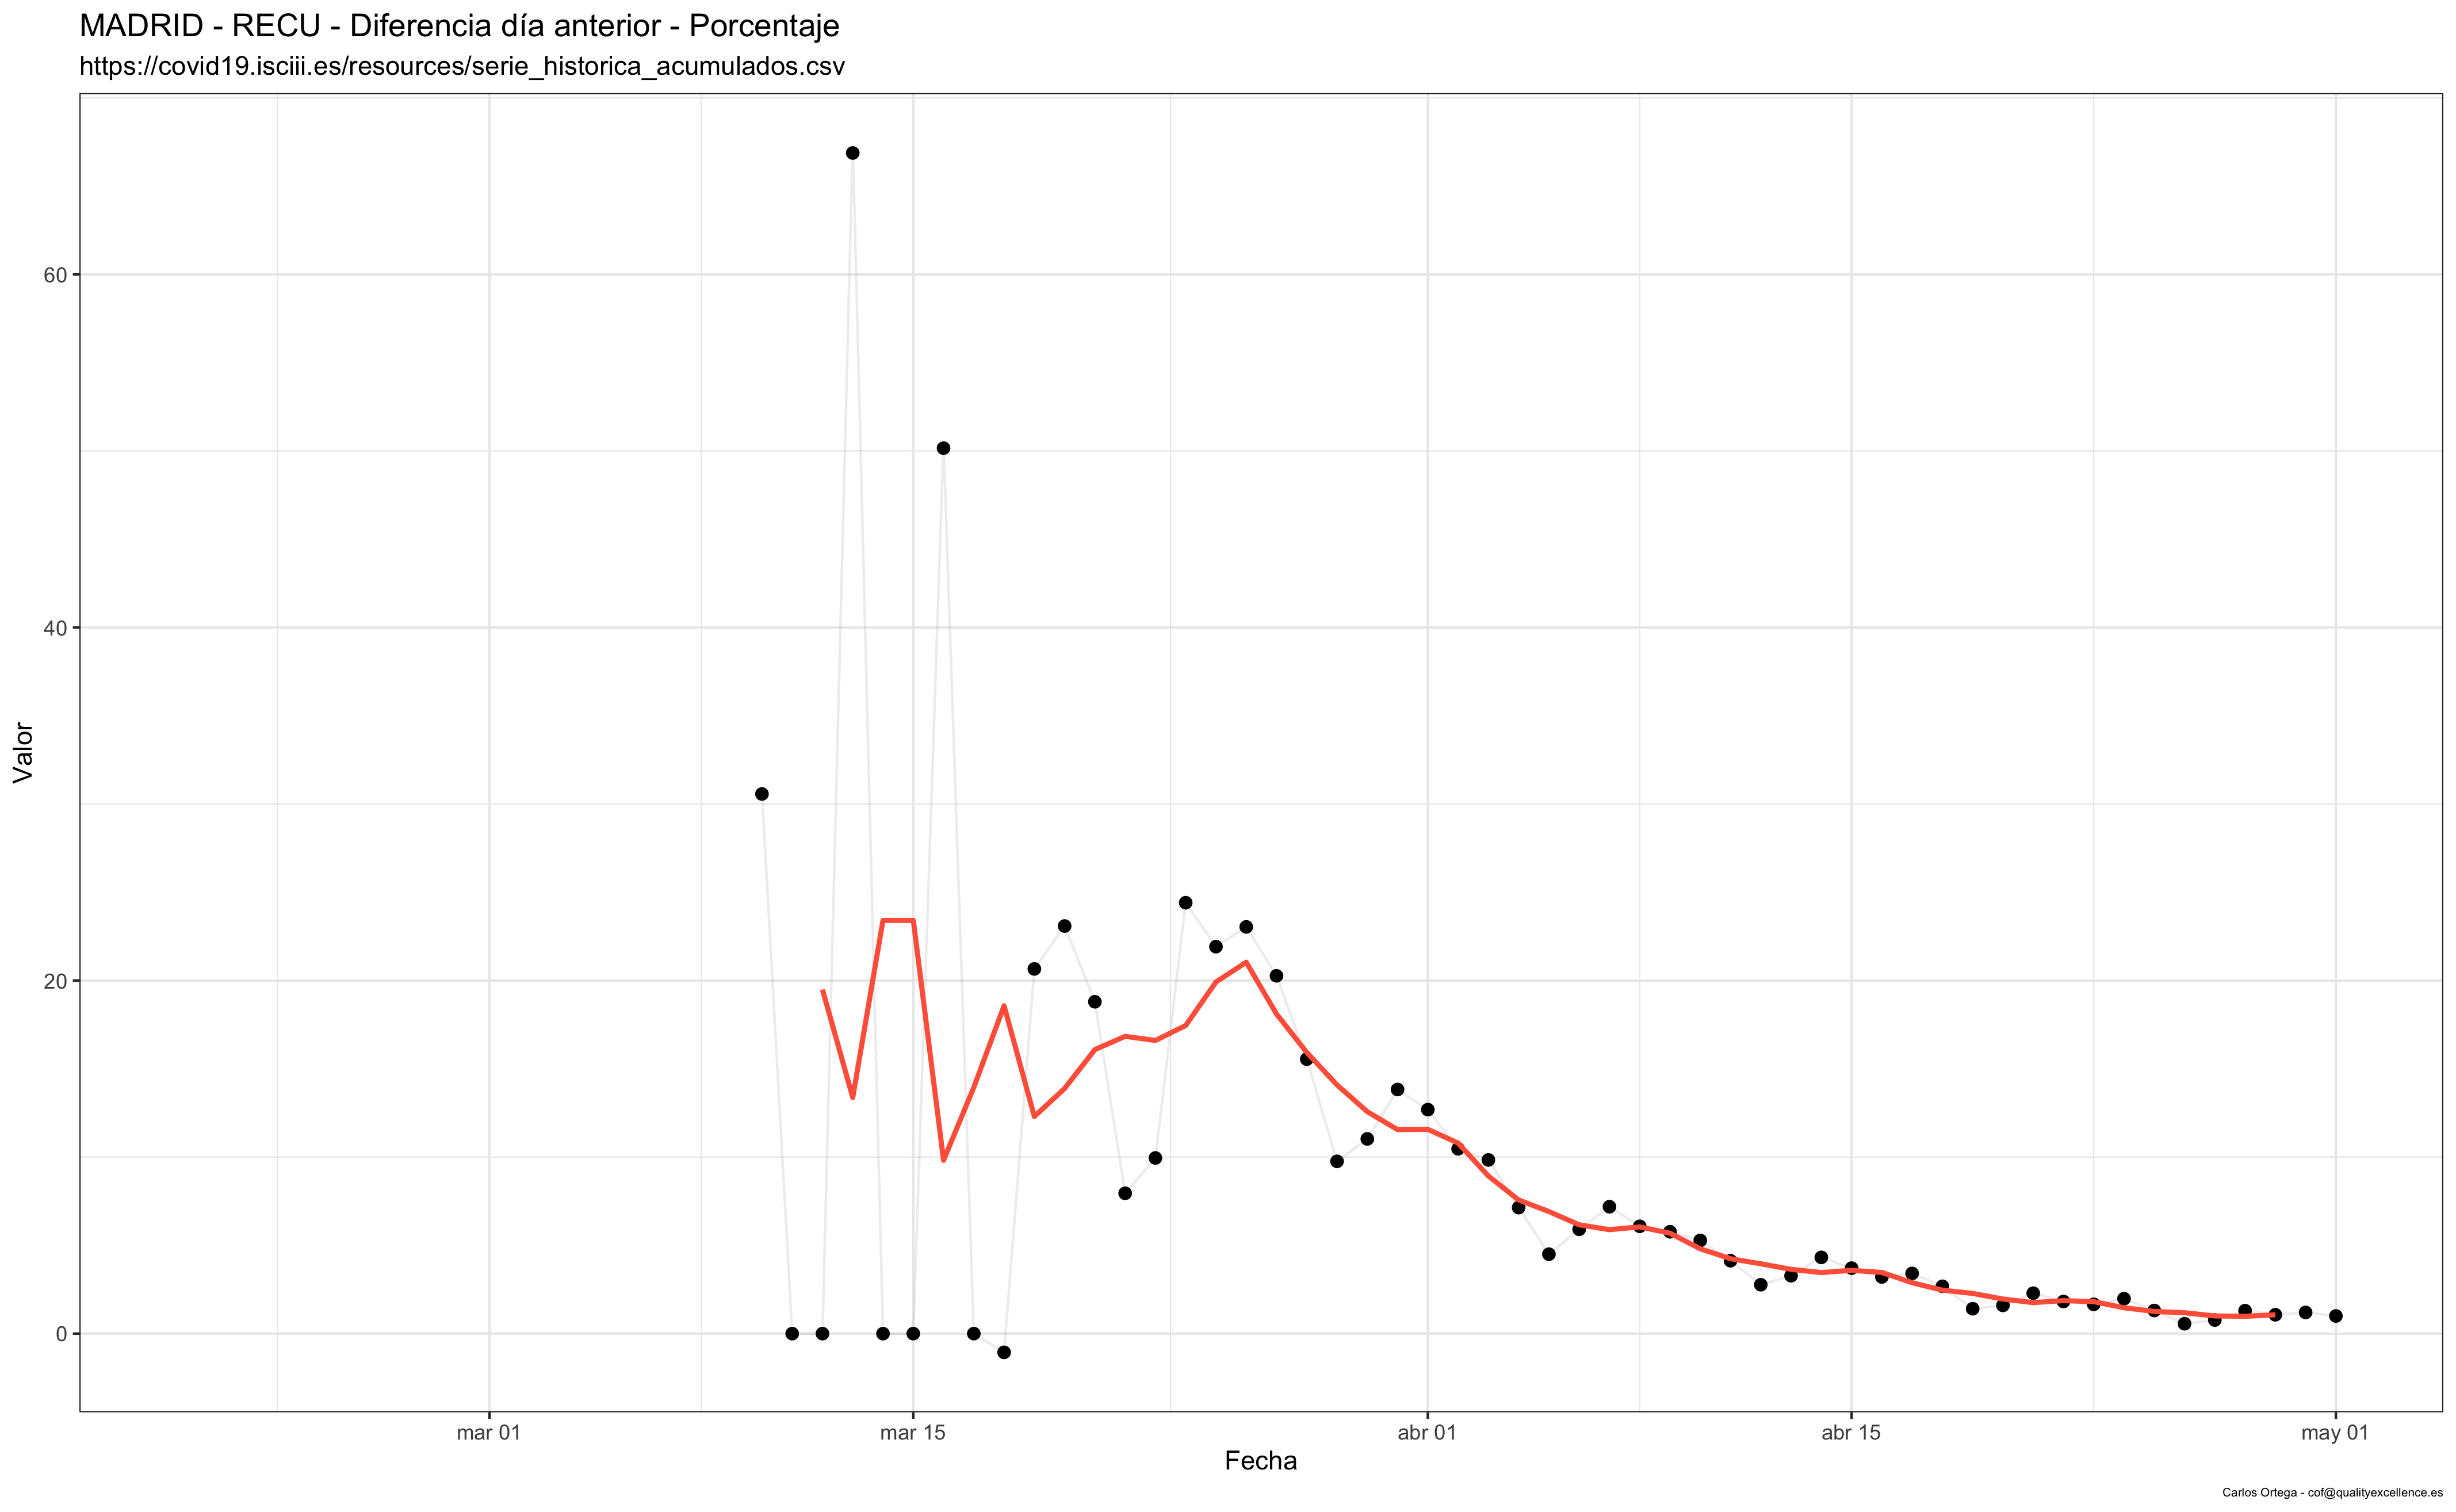 MADRID - RECU - Diferencia día anterior - Porcentaje
https://covid19.isciii.es/resources/serie_historica_acumulados.csv
60
40
20
0
Valor
mar 01
mar 15
abr 01
abr 15
may 01
Fecha
Carlos Ortega - cof@qualityexcellence.es